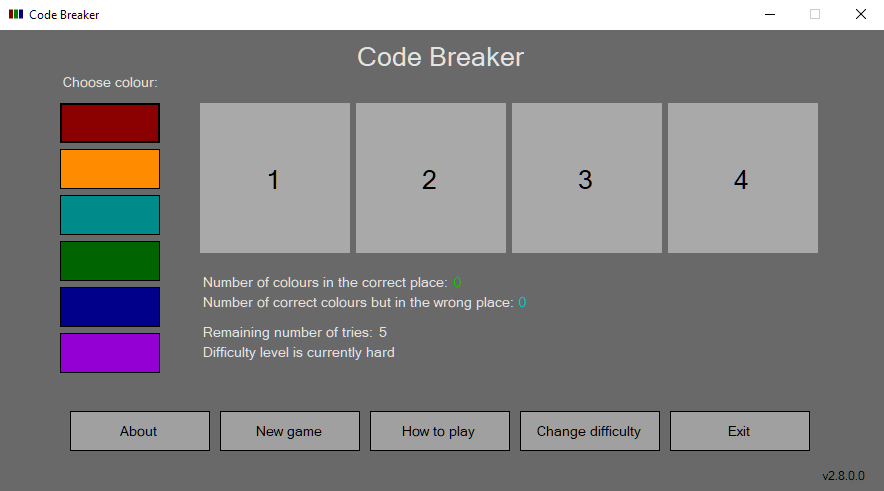 Code Breaker
Code Breaker
Choose colour:
1 2 3 4
Number of colours in the correct place: 0
Number of correct colours but in the wrong place: 0
Remaining number of tries: 5
Difficulty level is currently hard
About New game How to play Change difficulty Exit
v2.8.0.0